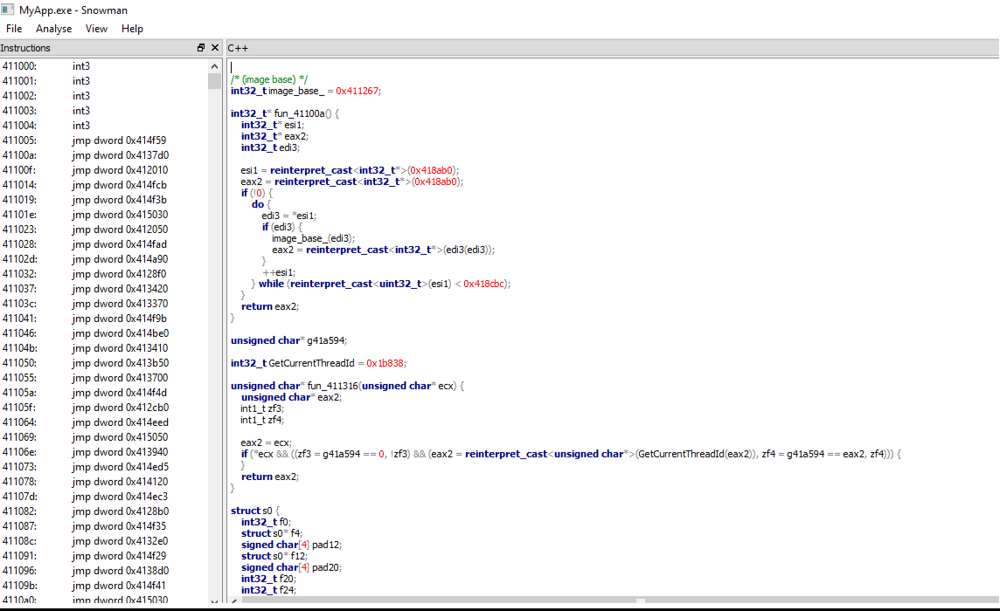 MyApp.exe - Snowman
File Analyse View Help
Instructions
411000: int3
411001: int3
411002: int3
411003: int3
411004: int3
411005: jmp dword 0x414f59
41100a: jmp dword 0x4137d0
41100f: jmp dword 0x412010
411014: jmp dword 0x414fcb
411019: jmp dword 0x414f3b
41101e: jmp dword 0x415030
411023: jmp dword 0x412050
411028: jmp dword 0x414fad
41102d: jmp dword 0x414a90
411032: jmp dword 0x4128f0
411037: jmp dword 0x413420
41103c: jmp dword 0x413370
411041: jmp dword 0x414f9b
411046: jmp dword 0x414be0
41104b: jmp dword 0x413410
411050: jmp dword 0x413b50
411055: jmp dword 0x413700
41105a: jmp dword 0x414f4d
41105f: jmp dword 0x412cb0
411064: jmp dword 0x414eed
411069: jmp dword 0x415050
41106e: jmp dword 0x413940
411073: jmp dword 0x414ed5
411078: jmp dword 0x414120
41107d: jmp dword 0x414ec3
411082: jmp dword 0x4128b0
411087: jmp dword 0x414f35
41108c: jmp dword 0x4132e0
411091: jmp dword 0x414f29
411096: jmp dword 0x4138d0
41109b: jmp dword 0x414f41
4110a0: jmp dword 0x415030
C++
/* (image base) */
int32_t image_base_ = 0x411267;
int32_t* fun_41100a() {
int32_t* esi1;
int32_t* eax2;
int32_t edi3;
esi1 = reinterpret_cast<int32_t*>(0x418ab0);
eax2 = reinterpret_cast<int32_t*>(0x418ab0);
if (!0) {
do {
edi3 = *esi1;
if (edi3) {
image_base_(edi3);
eax2 = reinterpret_cast<int32_t*>(edi3(edi3));
}
++esi1;
} while (reinterpret_cast<uint32_t>(esi1) < 0x418cbc);
}
return eax2;
}
unsigned char* g41a594;
int32_t GetCurrentThreadId = 0x1b838;
unsigned char* fun_411316(unsigned char* ecx) {
unsigned char* eax2;
int1_t zf3;
int1_t zf4;
eax2 = ecx;
if (*ecx && ((zf3 = g41a594 == 0, !zf3) && (eax2 = reinterpret_cast<unsigned char*>(GetCurrentThreadId(eax2)), zf4 = g41a594 == eax2, zf4))) {
}
return eax2;
}
struct s0 {
int32_t f0;
struct s0* f4;
signed char[4] pad12;
struct s0* f12;
signed char[4] pad20;
int32_t f20;
int32_t f24;